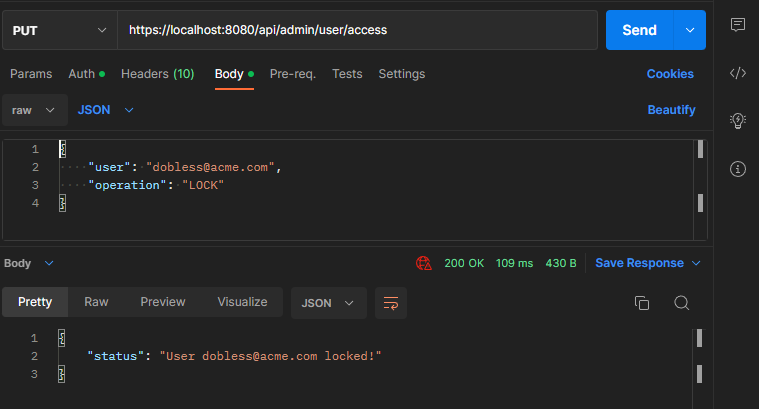 PUT https://localhost:8080/api/admin/user/access Send
Params Auth Headers (10) Body Pre-req. Tests Settings Cookies
raw JSON Beautify
1 {
2 "user": "dobless@acme.com",
3 "operation": "LOCK"
4 }
Body 200 OK 109 ms 430 B Save Response
Pretty Raw Preview Visualize JSON
1 {
2 "status": "User dobless@acme.com locked!"
3 }